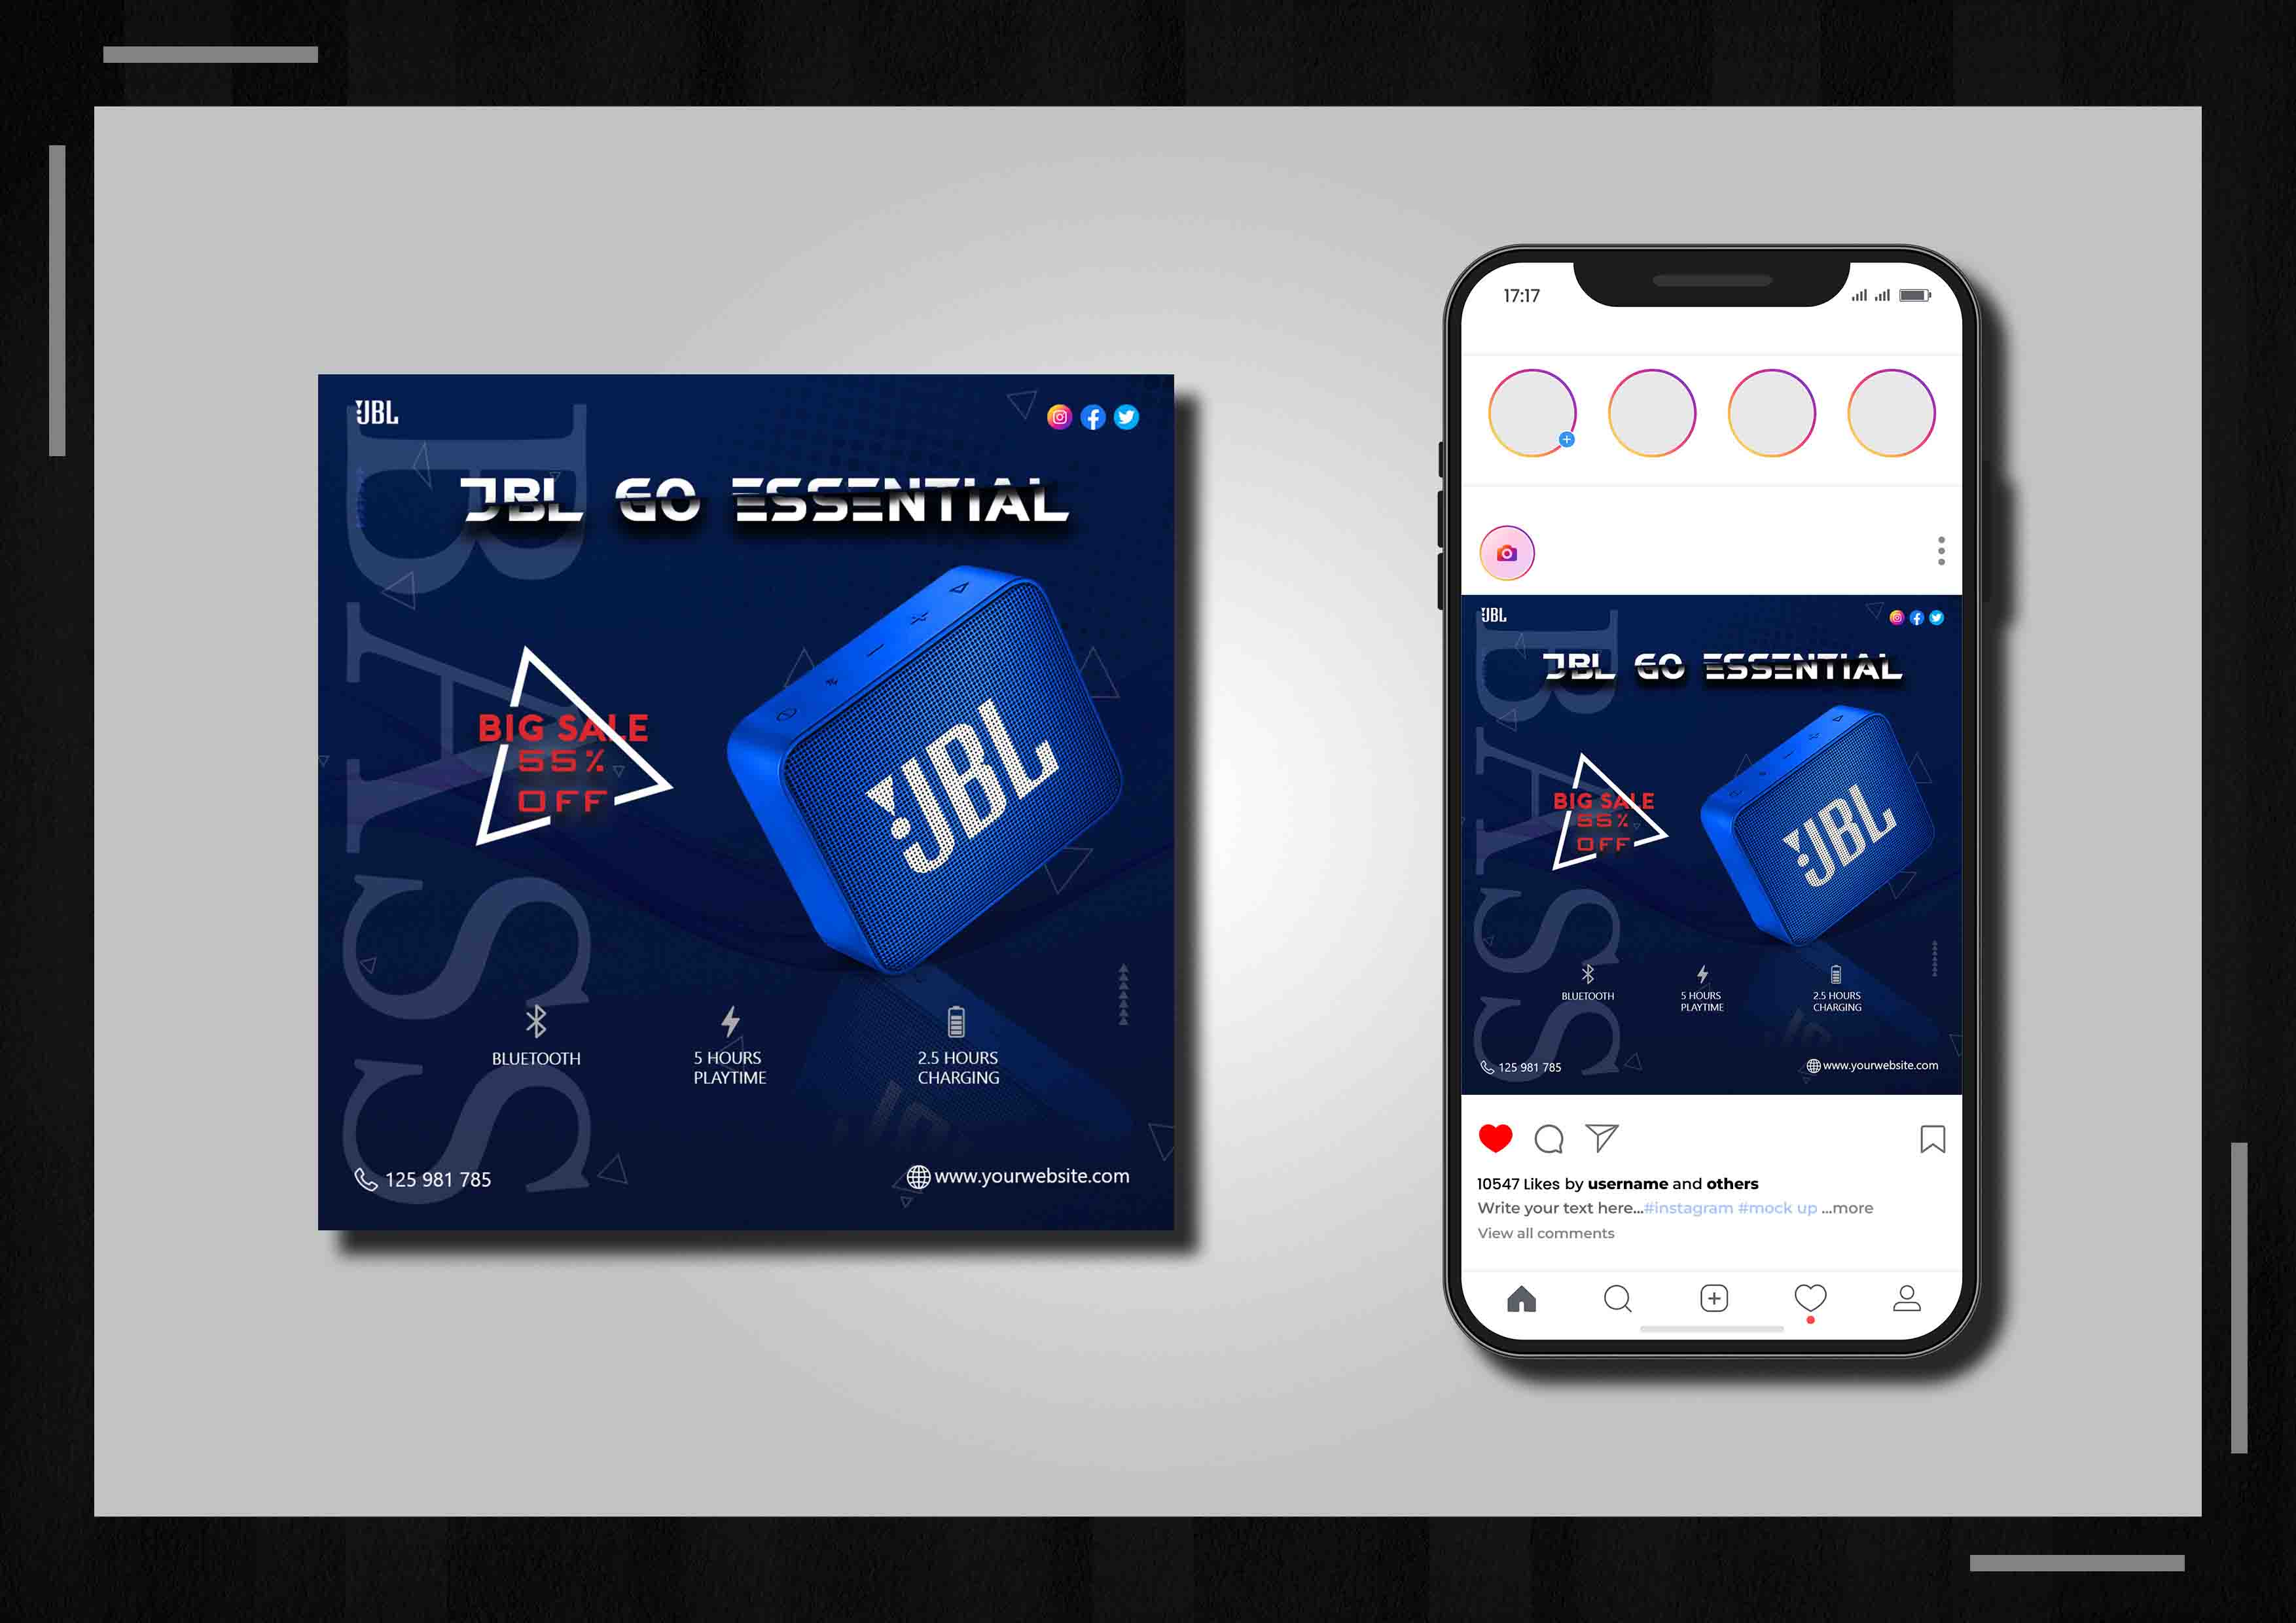 JBL
JBL GO ESSENTIAL
BASS
BIG SALE
55%
OFF
JBL
BLUETOOTH
5 HOURS
PLAYTIME
2.5 HOURS
CHARGING
125 981 785
www.yourwebsite.com
17:17
JBL
JBL GO ESSENTIAL
BASS
BIG SALE
55%
OFF
JBL
BLUETOOTH
5 HOURS
PLAYTIME
2.5 HOURS
CHARGING
125 981 785
www.yourwebsite.com
10547 Likes by username and others
Write your text here...#instagram #mock up ...more
View all comments